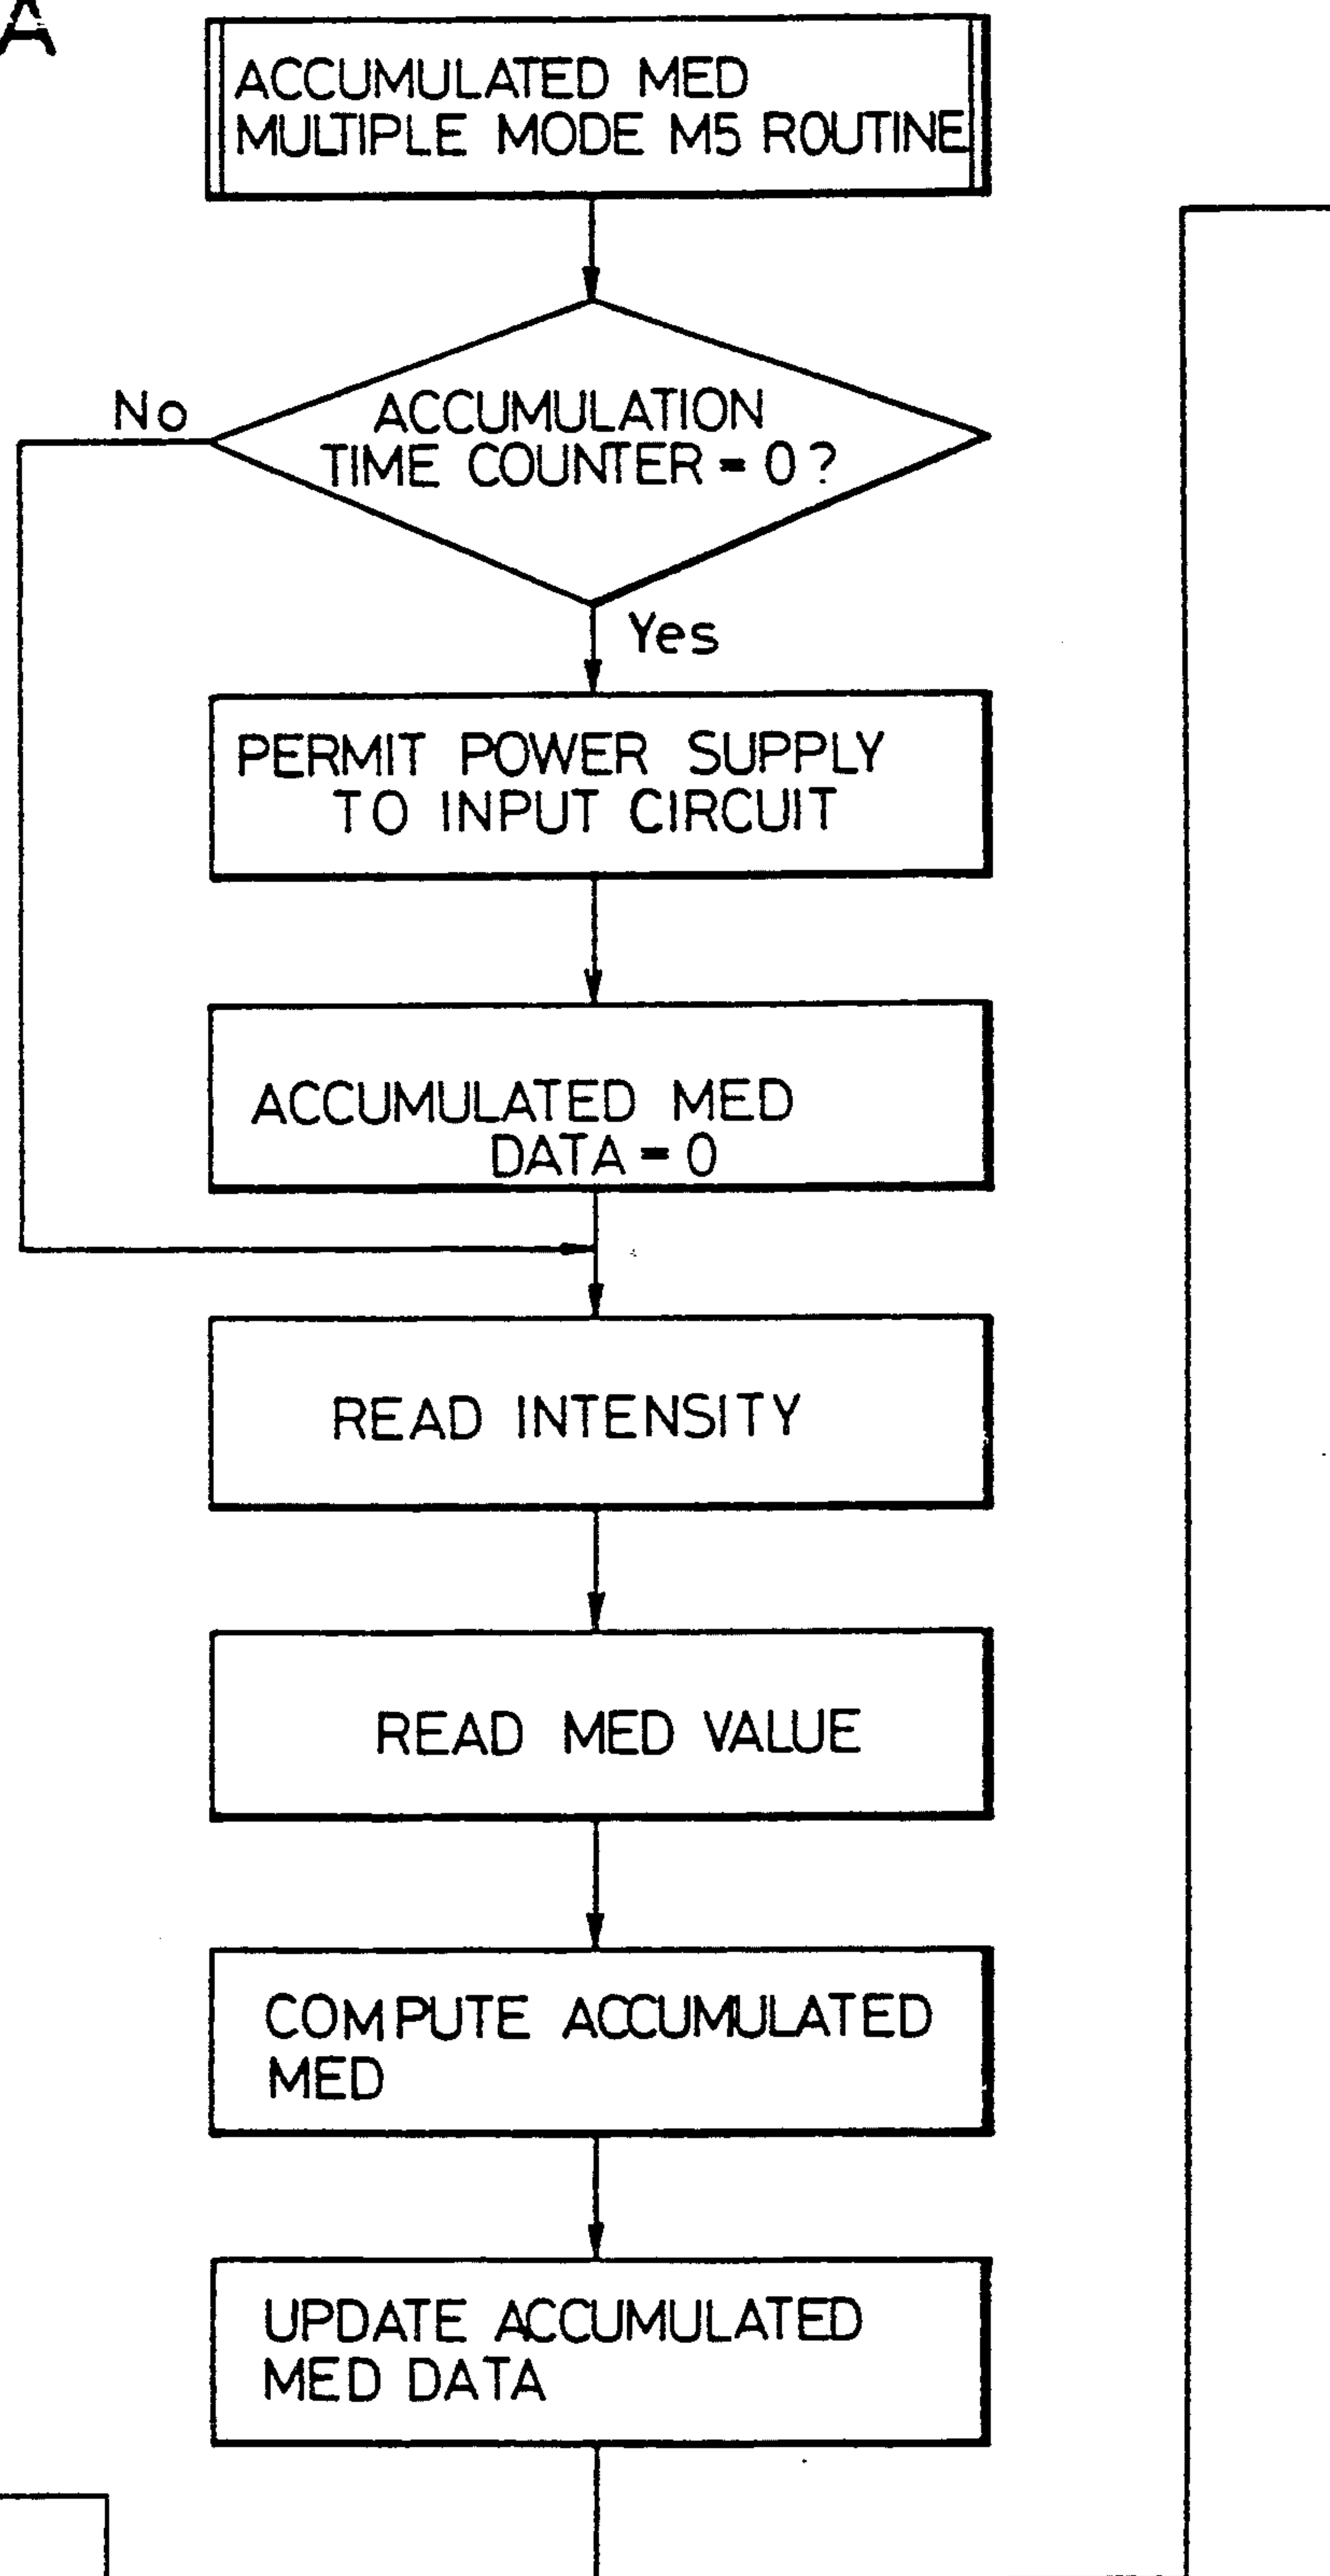 A
ACCUMULATED MED
MULTIPLE MODE M5 ROUTINE
No
ACCUMULATION
TIME COUNTER = 0 ?
Yes
PERMIT POWER SUPPLY
TO INPUT CIRCUIT
ACCUMULATED MED
DATA = 0
READ INTENSITY
READ MED VALUE
COMPUTE ACCUMULATED
MED
UPDATE ACCUMULATED
MED DATA